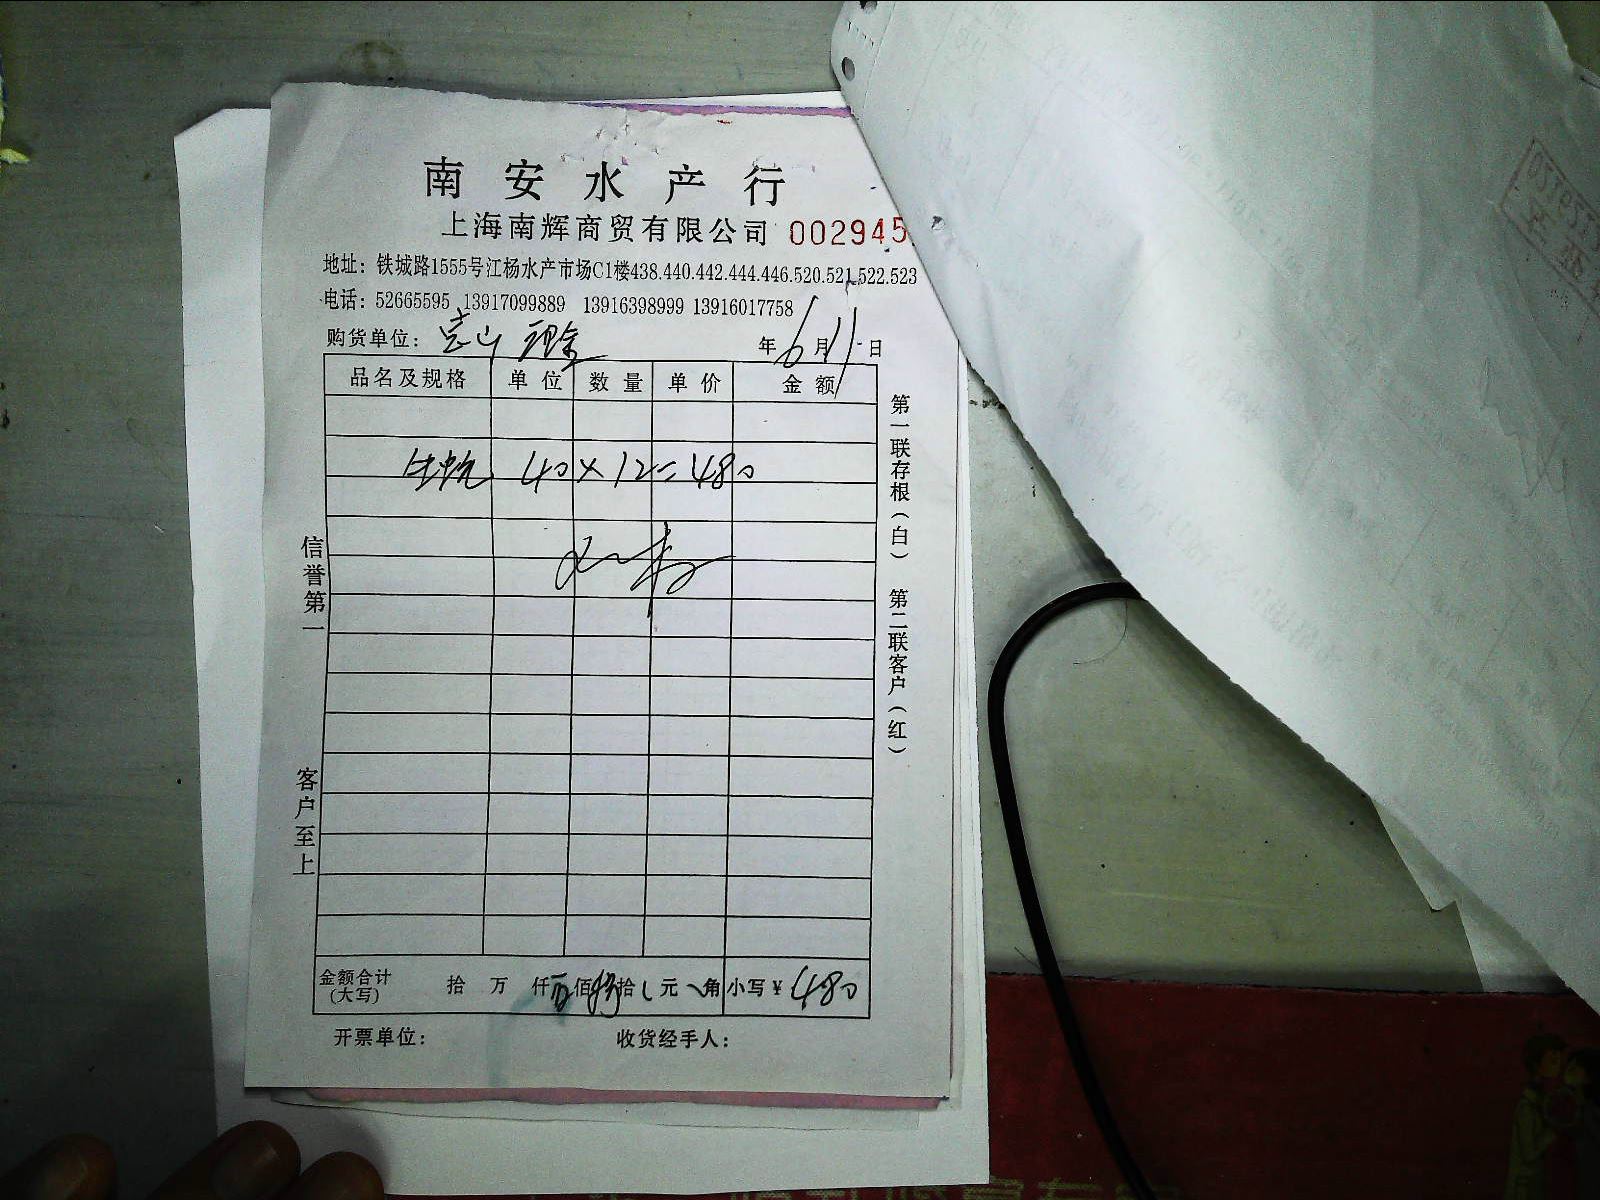 南安水产行
上海南辉商贸有限公司 002945
地址：铁城路1555号江杨水产市场C1楼438.440.442.444.446.520.521.522.523
电话：52665595 13917099889 13916398999 13916017758
购货单位： 年6月11日
品名及规格 单位 数量 单价 金额
40×12=480
金额合计(大写) 拾 万 仟 佰 拾 元 角 小写¥480
开票单位： 收货经手人：
信誉第一
客户至上
第一联存根（白） 第二联客户（红）